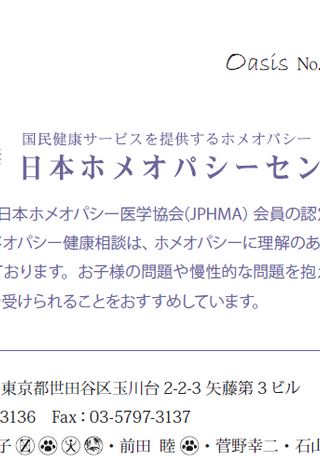 Oasis No.
国民健康サービスを提供するホメオパシー
日本ホメオパシーセン
日本ホメオパシー医学協会(JPHMA) 会員の認
オパシー健康相談は、ホメオパシーに理解のあ
ております。お子様の問題や慢性的な問題を抱
受けられることをおすすめしています。
東京都世田谷区玉川台 2-2-3 矢藤第 3 ビル
3136 Fax：03-5797-3137
子 Ⓩ ・前田 睦 ・菅野幸二・石山